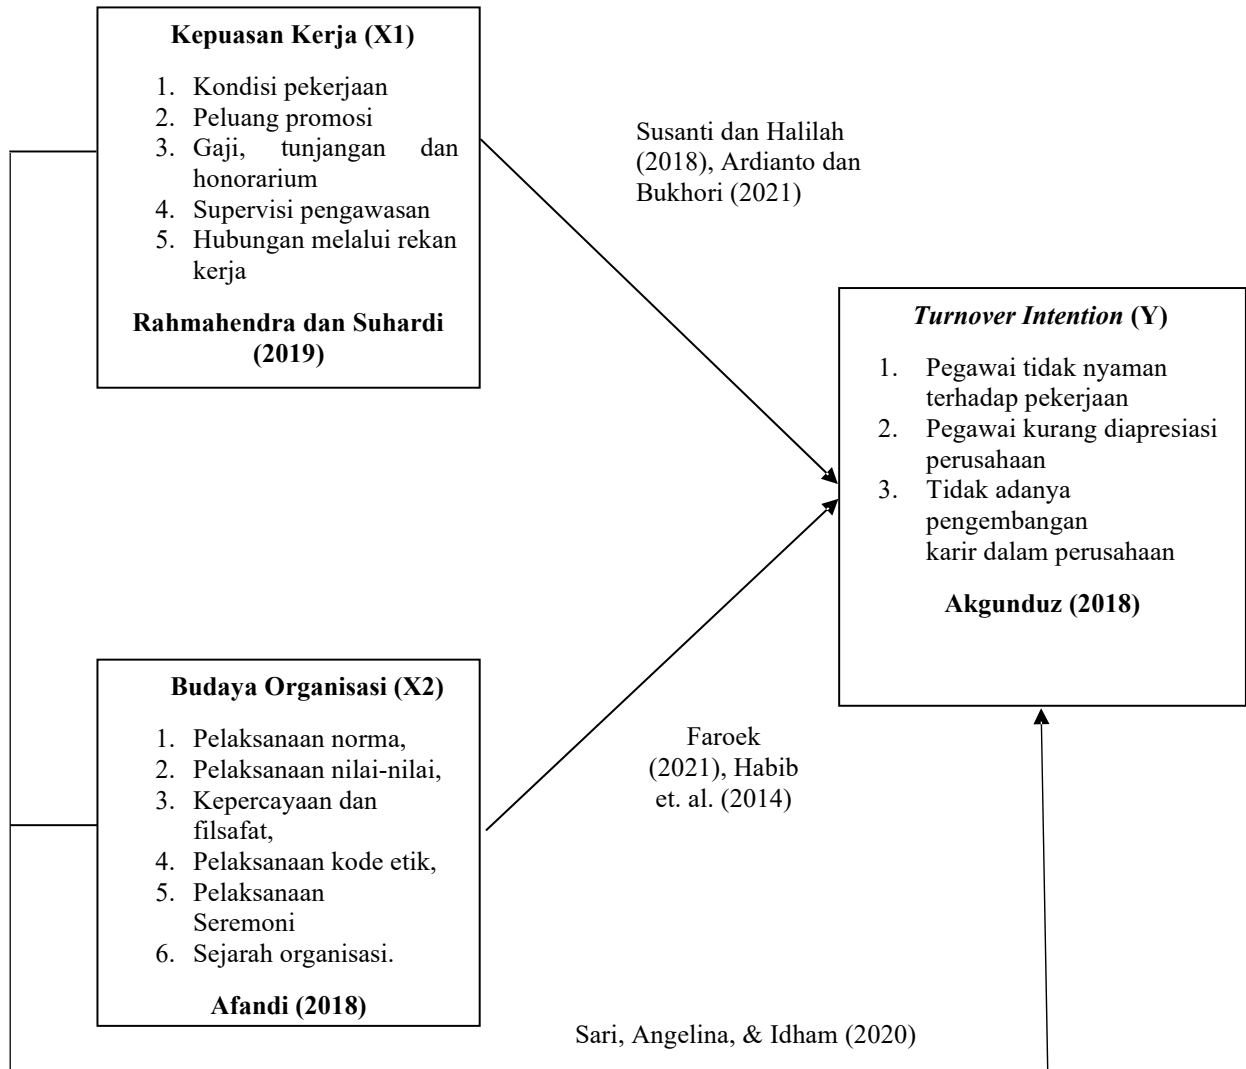 Kepuasan Kerja (X1)
1. Kondisi pekerjaan
2. Peluang promosi
3. Gaji, tunjangan dan
honorarium
4. Supervisi pengawasan
5. Hubungan melalui rekan
kerja
Rahmahendra dan Suhardi
(2019)
Susanti dan Halilah
(2018), Ardianto dan
Bukhori (2021)
Turnover Intention (Y)
1. Pegawai tidak nyaman
terhadap pekerjaan
2. Pegawai kurang diapresiasi
perusahaan
3. Tidak adanya
pengembangan
karir dalam perusahaan
Akgunduz (2018)
Budaya Organisasi (X2)
1. Pelaksanaan norma,
2. Pelaksanaan nilai-nilai,
3. Kepercayaan dan
filsafat,
4. Pelaksanaan kode etik,
5. Pelaksanaan
Seremoni
6. Sejarah organisasi.
Afandi (2018)
Faroek
(2021), Habib
et. al. (2014)
Sari, Angelina, & Idham (2020)